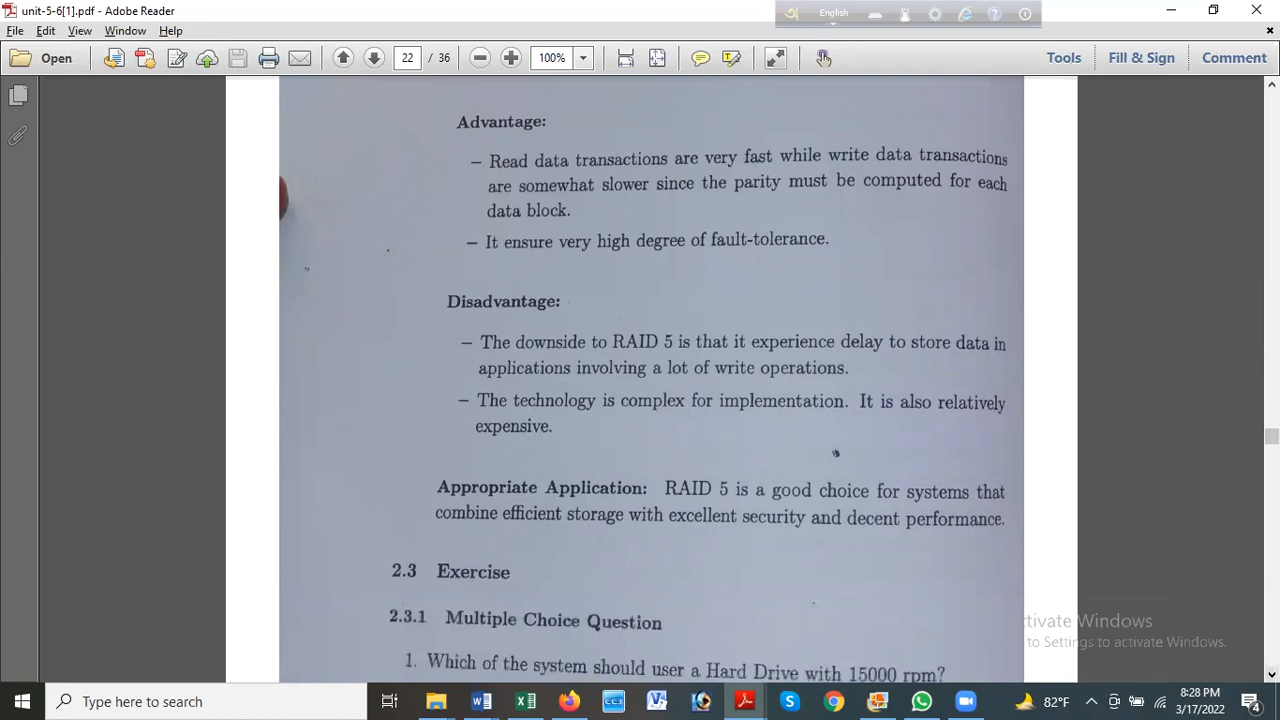 unit-5-6[1].pdf - Adobe Reader
English
File Edit View Window Help
Open 22 / 36 100% Tools Fill & Sign Comment
Advantage:
– Read data transactions are very fast while write data transactions
are somewhat slower since the parity must be computed for each
data block.
– It ensure very high degree of fault-tolerance.
Disadvantage:
– The downside to RAID 5 is that it experience delay to store data in
applications involving a lot of write operations.
– The technology is complex for implementation. It is also relatively
expensive.
Appropriate Application: RAID 5 is a good choice for systems that
combine efficient storage with excellent security and decent performance.
2.3 Exercise
2.3.1 Multiple Choice Question
1. Which of the system should user a Hard Drive with 15000 rpm?
ctivate Windows
to Settings to activate Windows.
Type here to search
82°F
8:28 PM
3/17/2022
4